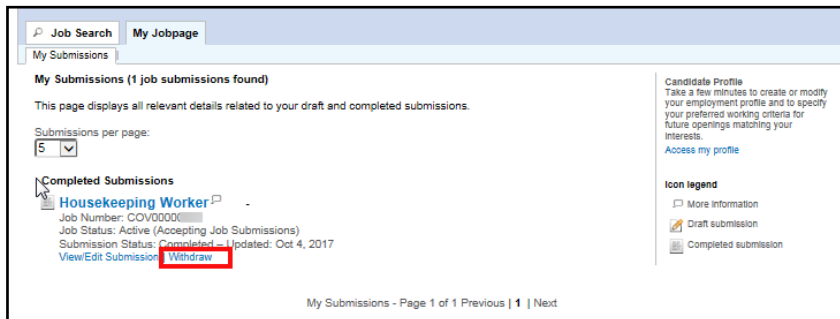 Job Search My Jobpage
My Submissions
My Submissions (1 job submissions found)
This page displays all relevant details related to your draft and completed submissions.
Submissions per page:
5
Completed Submissions
Housekeeping Worker -
Job Number: COV0000
Job Status: Active (Accepting Job Submissions)
Submission Status: Completed – Updated: Oct 4, 2017
View/Edit Submission | Withdraw
My Submissions - Page 1 of 1 Previous | 1 | Next
Candidate Profile
Take a few minutes to create or modify
your employment profile and to specify
your preferred working criteria for
future openings matching your
interests.
Access my profile
Icon legend
More information
Draft submission
Completed submission